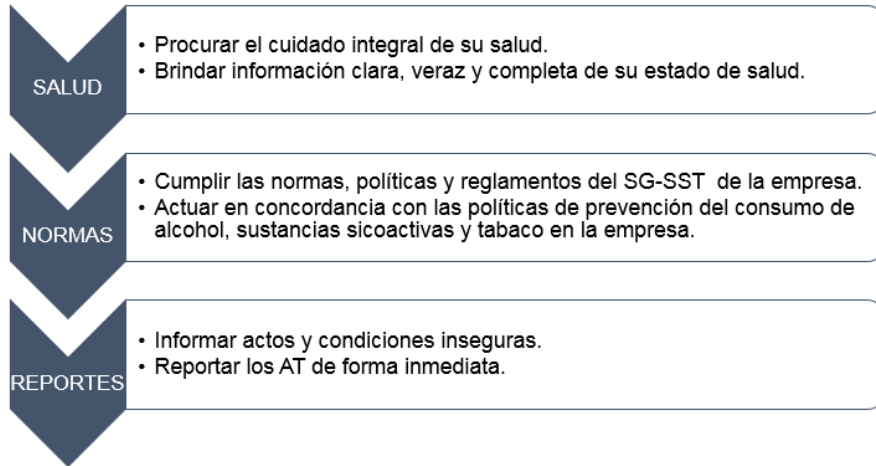 SALUD
• Procurar el cuidado integral de su salud.
• Brindar información clara, veraz y completa de su estado de salud.
NORMAS
• Cumplir las normas, políticas y reglamentos del SG-SST de la empresa.
• Actuar en concordancia con las políticas de prevención del consumo de
alcohol, sustancias sicoactivas y tabaco en la empresa.
REPORTES
• Informar actos y condiciones inseguras.
• Reportar los AT de forma inmediata.